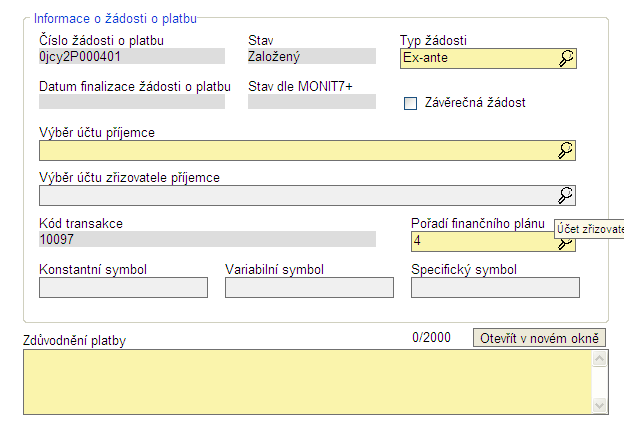 Informace o žádosti o platbu
Číslo žádosti o platbu Stav Typ žádosti
0jcy2P000401 Založený Ex-ante
Datum finalizace žádosti o platbu Stav dle MONIT7+
Závěrečná žádost
Výběr účtu příjemce
Výběr účtu zřizovatele příjemce
Kód transakce Pořadí finančního plánu
Účet zřizovate
10097 4
Konstantní symbol Variabilní symbol Specifický symbol
Zdůvodnění platby 0/2000 Otevřít v novém okně